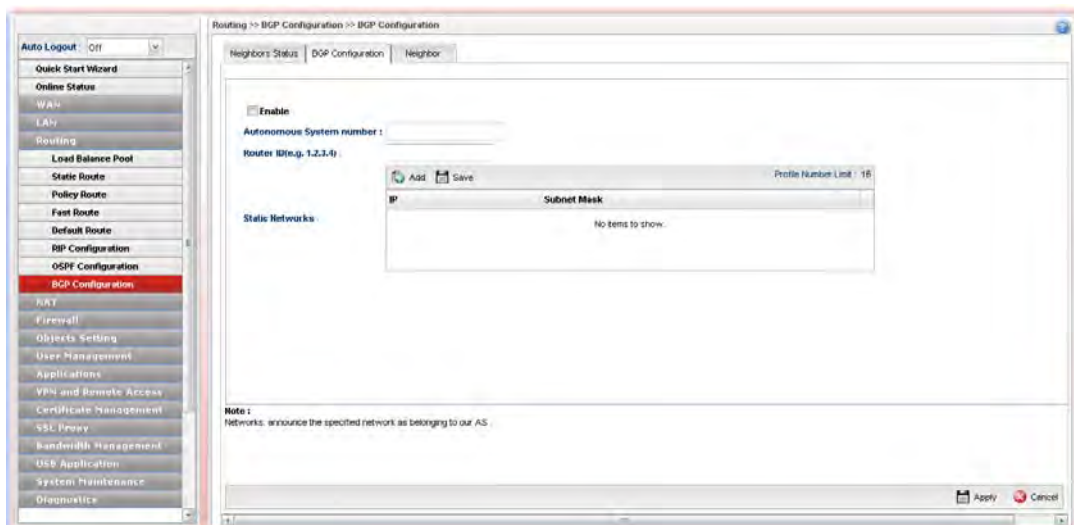 Routing >> BGP Configuration >> BGP Configuration
Auto Logout : Off
Quick Start Wizard
Online Status
WAN
LAN
Routing
Load Balance Pool
Static Route
Policy Route
Fast Route
Default Route
RIP Configuration
OSPF Configuration
BGP Configuration
NAT
Firewall
Objects Setting
User Management
Applications
VPN and Remote Access
Certificate Management
SSL Proxy
Bandwidth Management
USB Application
System Maintenance
Diagnostics
Neighbors Status BGP Configuration Neighbor
Enable
Autonomous System number :
Router ID(e.g. 1.2.3.4)
Add Save Profile Number Limit : 16
IP Subnet Mask
Static Networks
No items to show.
Note :
Networks: announce the specified network as belonging to our AS.
Apply Cancel